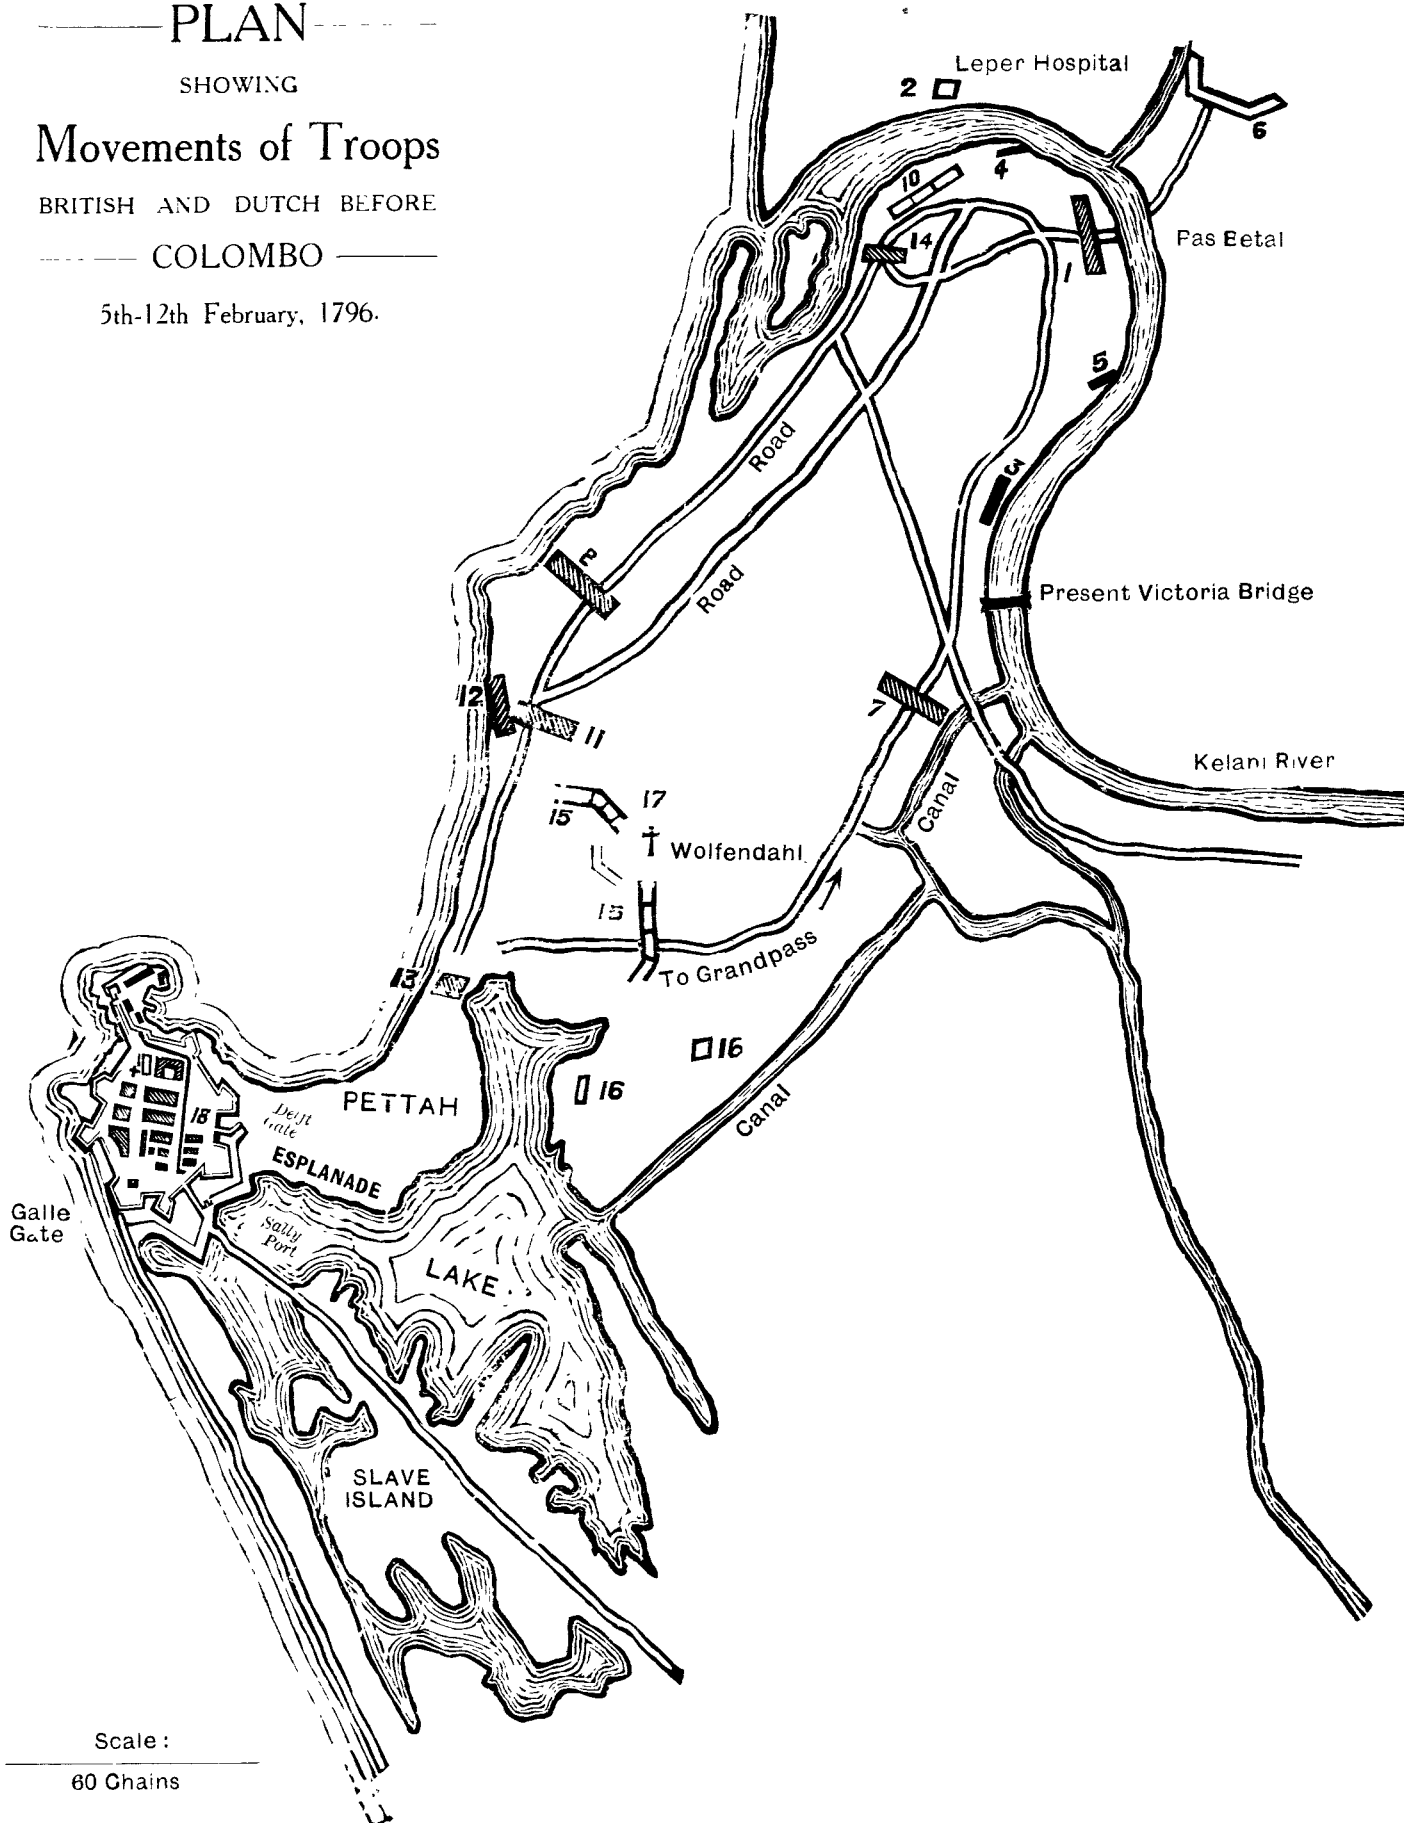 PLAN
SHOWING
Movements of Troops
BRITISH AND DUTCH BEFORE
COLOMBO
5th-12th February, 1796.
Leper Hospital
2
6
4
10
14
Pas Eetal
1
5
Road
3
8
Road
Present Victoria Bridge
12
11
7
Kelani River
17
15
Canal
Wolfendahl
15
To Grandpass
13
16
16
Canal
PETTAH
18
Delft
Gate
ESPLANADE
Galle
Gate
Sally
Port
LAKE
SLAVE
ISLAND
Scale :
60 Chains